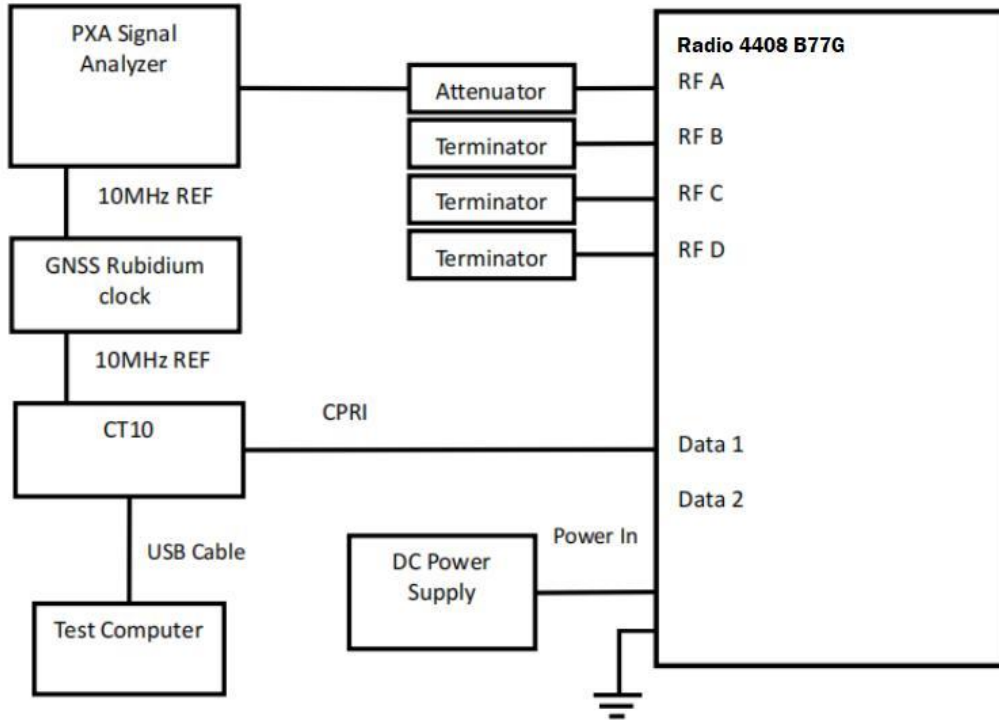 PXA Signal
Analyzer
Radio 4408 B77G
Attenuator
RF A
Terminator
RF B
Terminator
RF C
Terminator
RF D
10MHz REF
GNSS Rubidium
clock
10MHz REF
CT10
CPRI
Data 1
Data 2
USB Cable
Test Computer
Power In
DC Power
Supply